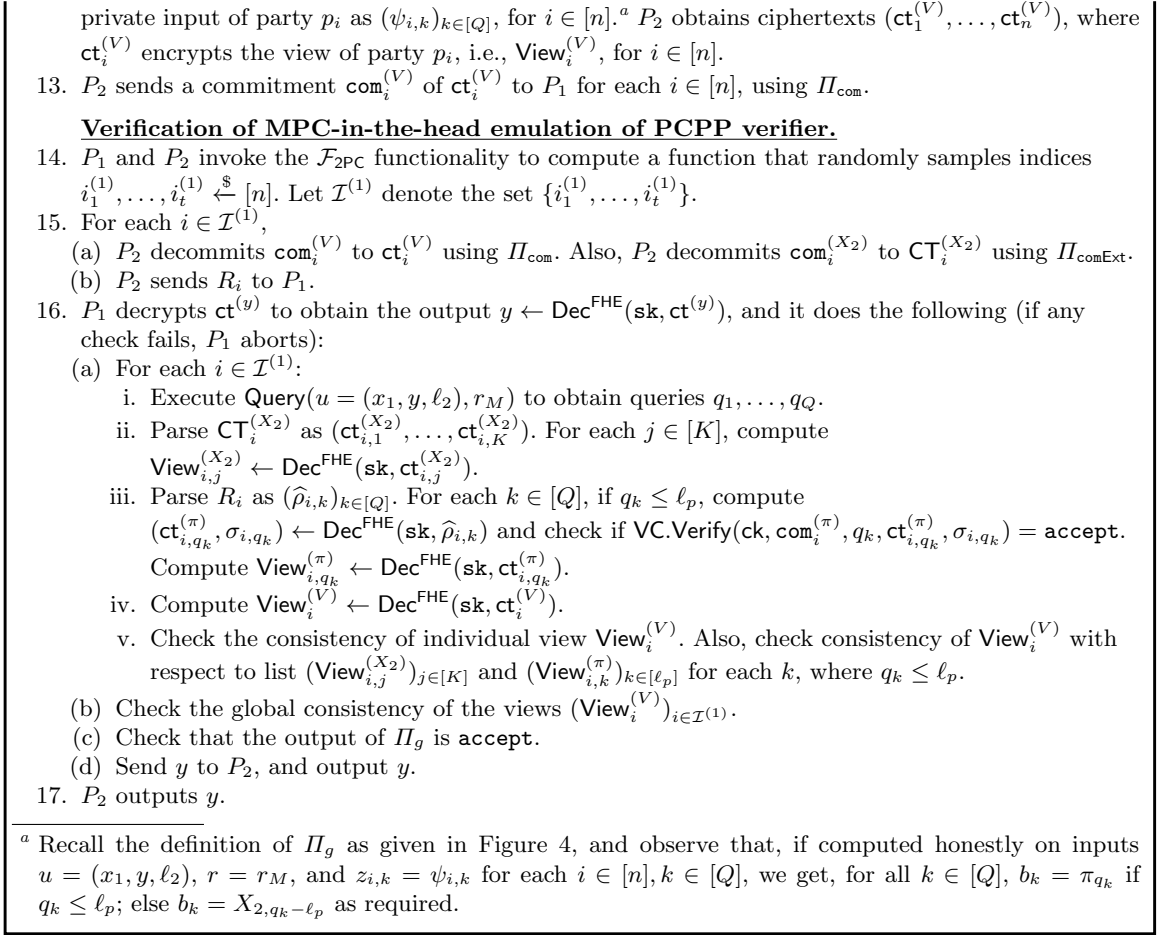 private input of party p_i as (ψ_{i,k})_{k∈[Q]}, for i ∈ [n].^a P_2 obtains ciphertexts (ct_1^{(V)}, . . . , ct_n^{(V)}), where
ct_i^{(V)} encrypts the view of party p_i, i.e., View_i^{(V)}, for i ∈ [n].
13. P_2 sends a commitment com_i^{(V)} of ct_i^{(V)} to P_1 for each i ∈ [n], using Π_com.
Verification of MPC-in-the-head emulation of PCPP verifier.
14. P_1 and P_2 invoke the F_2PC functionality to compute a function that randomly samples indices
i_1^{(1)}, . . . , i_t^{(1)} ←$ [n]. Let I^{(1)} denote the set {i_1^{(1)}, . . . , i_t^{(1)}}.
15. For each i ∈ I^{(1)},
(a) P_2 decommits com_i^{(V)} to ct_i^{(V)} using Π_com. Also, P_2 decommits com_i^{(X_2)} to CT_i^{(X_2)} using Π_comExt.
(b) P_2 sends R_i to P_1.
16. P_1 decrypts ct^{(y)} to obtain the output y ← Dec^FHE(sk, ct^{(y)}), and it does the following (if any
check fails, P_1 aborts):
(a) For each i ∈ I^{(1)}:
i. Execute Query(u = (x_1, y, ℓ_2), r_M) to obtain queries q_1, . . . , q_Q.
ii. Parse CT_i^{(X_2)} as (ct_{i,1}^{(X_2)}, . . . , ct_{i,K}^{(X_2)}). For each j ∈ [K], compute
View_{i,j}^{(X_2)} ← Dec^FHE(sk, ct_{i,j}^{(X_2)}).
iii. Parse R_i as (ρ̂_{i,k})_{k∈[Q]}. For each k ∈ [Q], if q_k ≤ ℓ_p, compute
(ct_{i,q_k}^{(π)}, σ_{i,q_k}) ← Dec^FHE(sk, ρ̂_{i,k}) and check if VC.Verify(ck, com_i^{(π)}, q_k, ct_{i,q_k}^{(π)}, σ_{i,q_k}) = accept.
Compute View_{i,q_k}^{(π)} ← Dec^FHE(sk, ct_{i,q_k}^{(π)}).
iv. Compute View_i^{(V)} ← Dec^FHE(sk, ct_i^{(V)}).
v. Check the consistency of individual view View_i^{(V)}. Also, check consistency of View_i^{(V)} with
respect to list (View_{i,j}^{(X_2)})_{j∈[K]} and (View_{i,k}^{(π)})_{k∈[ℓ_p]} for each k, where q_k ≤ ℓ_p.
(b) Check the global consistency of the views (View_i^{(V)})_{i∈I^{(1)}}.
(c) Check that the output of Π_g is accept.
(d) Send y to P_2, and output y.
17. P_2 outputs y.
^a Recall the definition of Π_g as given in Figure 4, and observe that, if computed honestly on inputs
u = (x_1, y, ℓ_2), r = r_M, and z_{i,k} = ψ_{i,k} for each i ∈ [n], k ∈ [Q], we get, for all k ∈ [Q], b_k = π_{q_k} if
q_k ≤ ℓ_p; else b_k = X_{2,q_k−ℓ_p} as required.